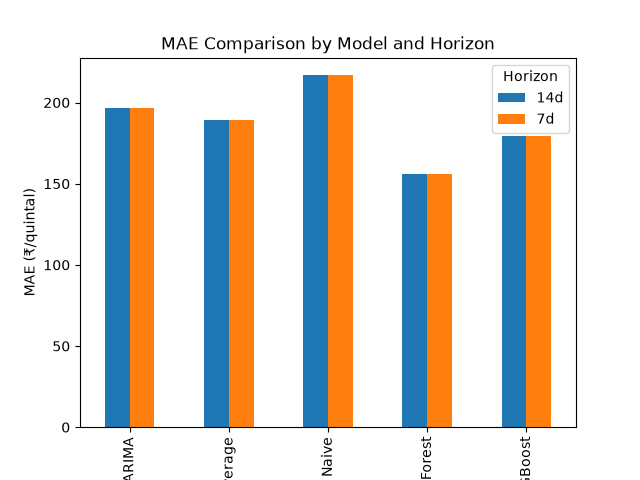 MAE Comparison by Model and Horizon
Horizon
14d
7d
MAE (₹/quintal)
200
150
100
50
0
ARIMA
verage
Naive
Forest
Boost